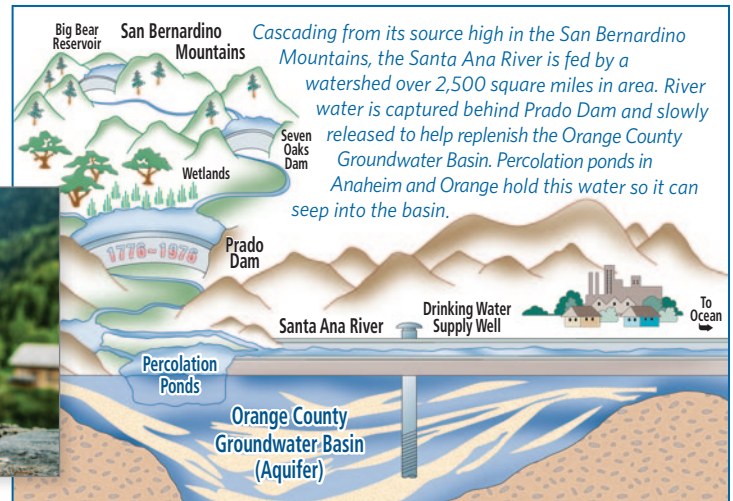 Big Bear
Reservoir
San Bernardino
Mountains
Cascading from its source high in the San Bernardino
Mountains, the Santa Ana River is fed by a
watershed over 2,500 square miles in area. River
water is captured behind Prado Dam and slowly
released to help replenish the Orange County
Groundwater Basin. Percolation ponds in
Anaheim and Orange hold this water so it can
seep into the basin.
Seven
Oaks
Dam
Wetlands
1776-1976
Prado
Dam
Santa Ana River
Drinking Water
Supply Well
To
Ocean
Percolation
Ponds
Orange County
Groundwater Basin
(Aquifer)